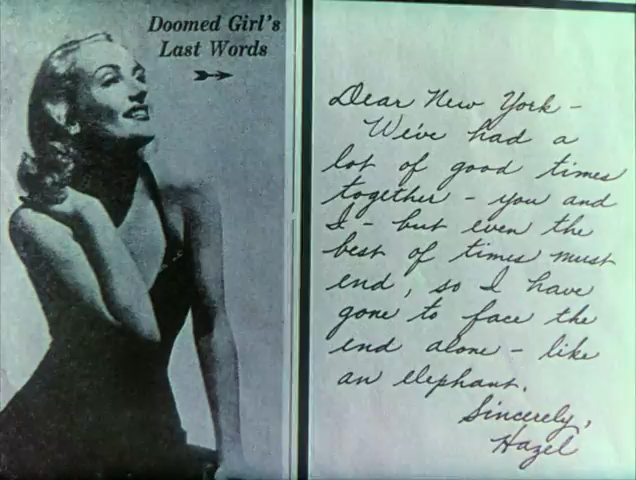 Doomed Girl's
Last Words
Dear New York -
We've had a
lot of good times
together - you and
I - but even the
best of times must
end, so I have
gone to face the
end alone - like
an elephant.
Sincerely,
Hazel